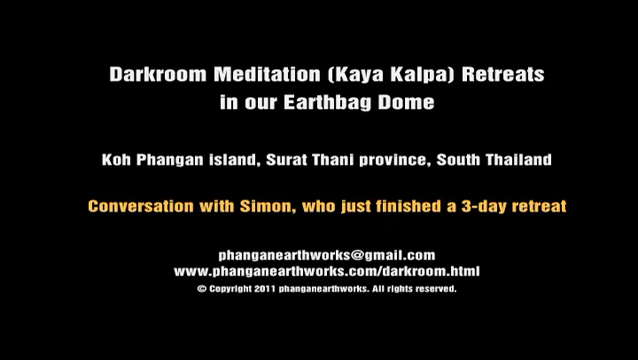 Darkroom Meditation (Kaya Kalpa) Retreats
in our Earthbag Dome
Koh Phangan island, Surat Thani province, South Thailand
Conversation with Simon, who just finished a 3-day retreat
phanganearthworks@gmail.com
www.phanganearthworks.com/darkroom.html
© Copyright 2011 phanganearthworks. All rights reserved.